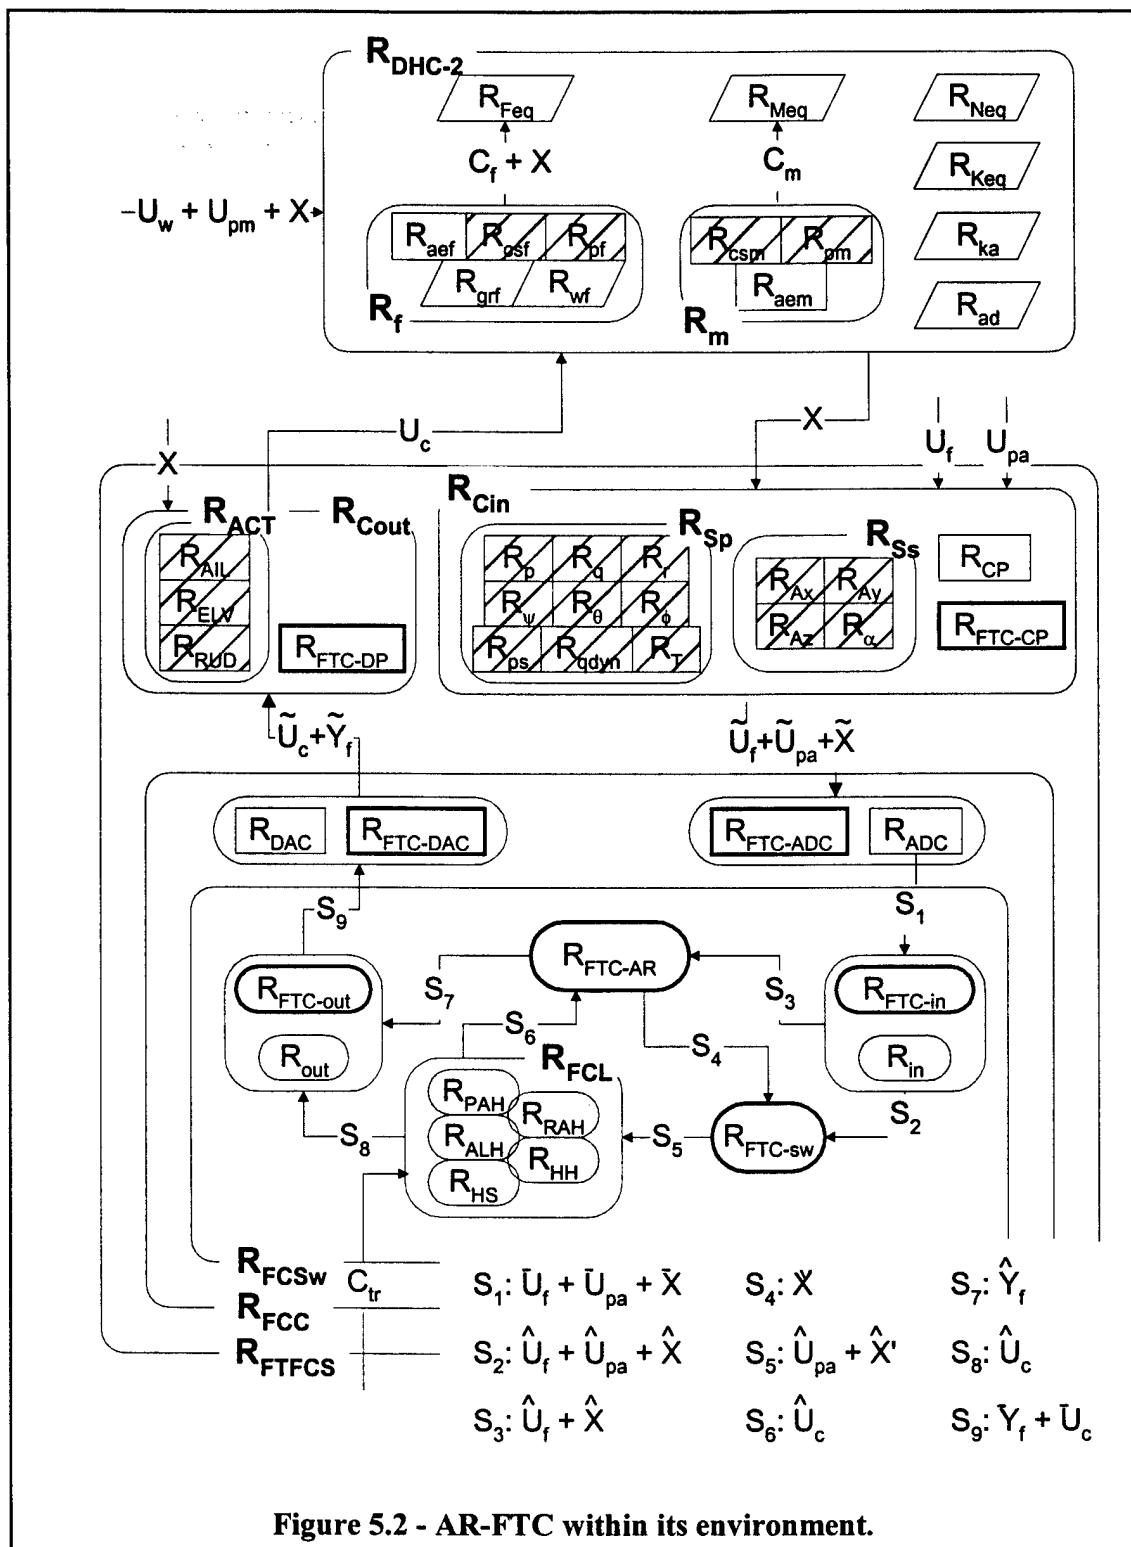 R_DHC-2
R_Feq R_Meq R_Neq
C_f + X C_m R_Keq
-U_w + U_pm + X
R_aef R_csf R_pf R_csm R_pm R_ka
R_grf R_wf R_aem
R_f R_m R_ad
U_c X U_f U_pa
X
R_ACT R_Cout R_Cin R_Sp R_Ss
R_AIL R_p R_q R_r R_CP
R_ELV R_ψ R_θ R_ϕ R_Ax R_Ay
R_RUD R_FTC-DP R_ps R_qdyn R_T R_Az R_α R_FTC-CP
Ũ_c+Ỹ_f Ũ_f+Ũ_pa+X̃
R_DAC R_FTC-DAC R_FTC-ADC R_ADC
S_9 S_1
R_FTC-AR
R_FTC-out S_7 S_3 R_FTC-in
S_6 S_4
R_out R_FCL R_in
R_PAH R_RAH S_2
S_8 R_ALH R_HH S_5 R_FTC-sw
R_HS
R_FCSw
C_tr S_1: Ū_f + Ū_pa + X̄ S_4: X̌ S_7: Ŷ_f
R_FCC
R_FTFCS S_2: Û_f + Û_pa + X̂ S_5: Û_pa + X̂' S_8: Û_c
S_3: Û_f + X̂ S_6: Û_c S_9: Ȳ_f + Ū_c
Figure 5.2 - AR-FTC within its environment.